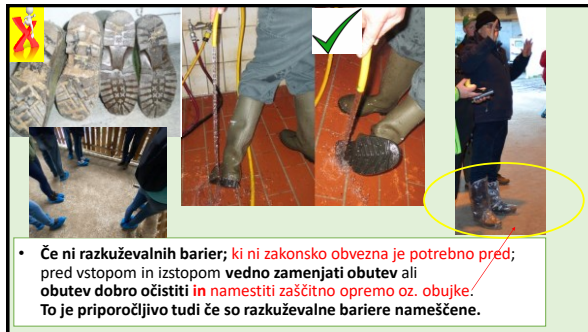 • Če ni razkuževalnih barier; ki ni zakonsko obvezna je potrebno pred;
pred vstopom in izstopom vedno zamenjati obutev ali
obutev dobro očistiti in namestiti zaščitno opremo oz. obujke.
To je priporočljivo tudi če so razkuževalne bariere nameščene.